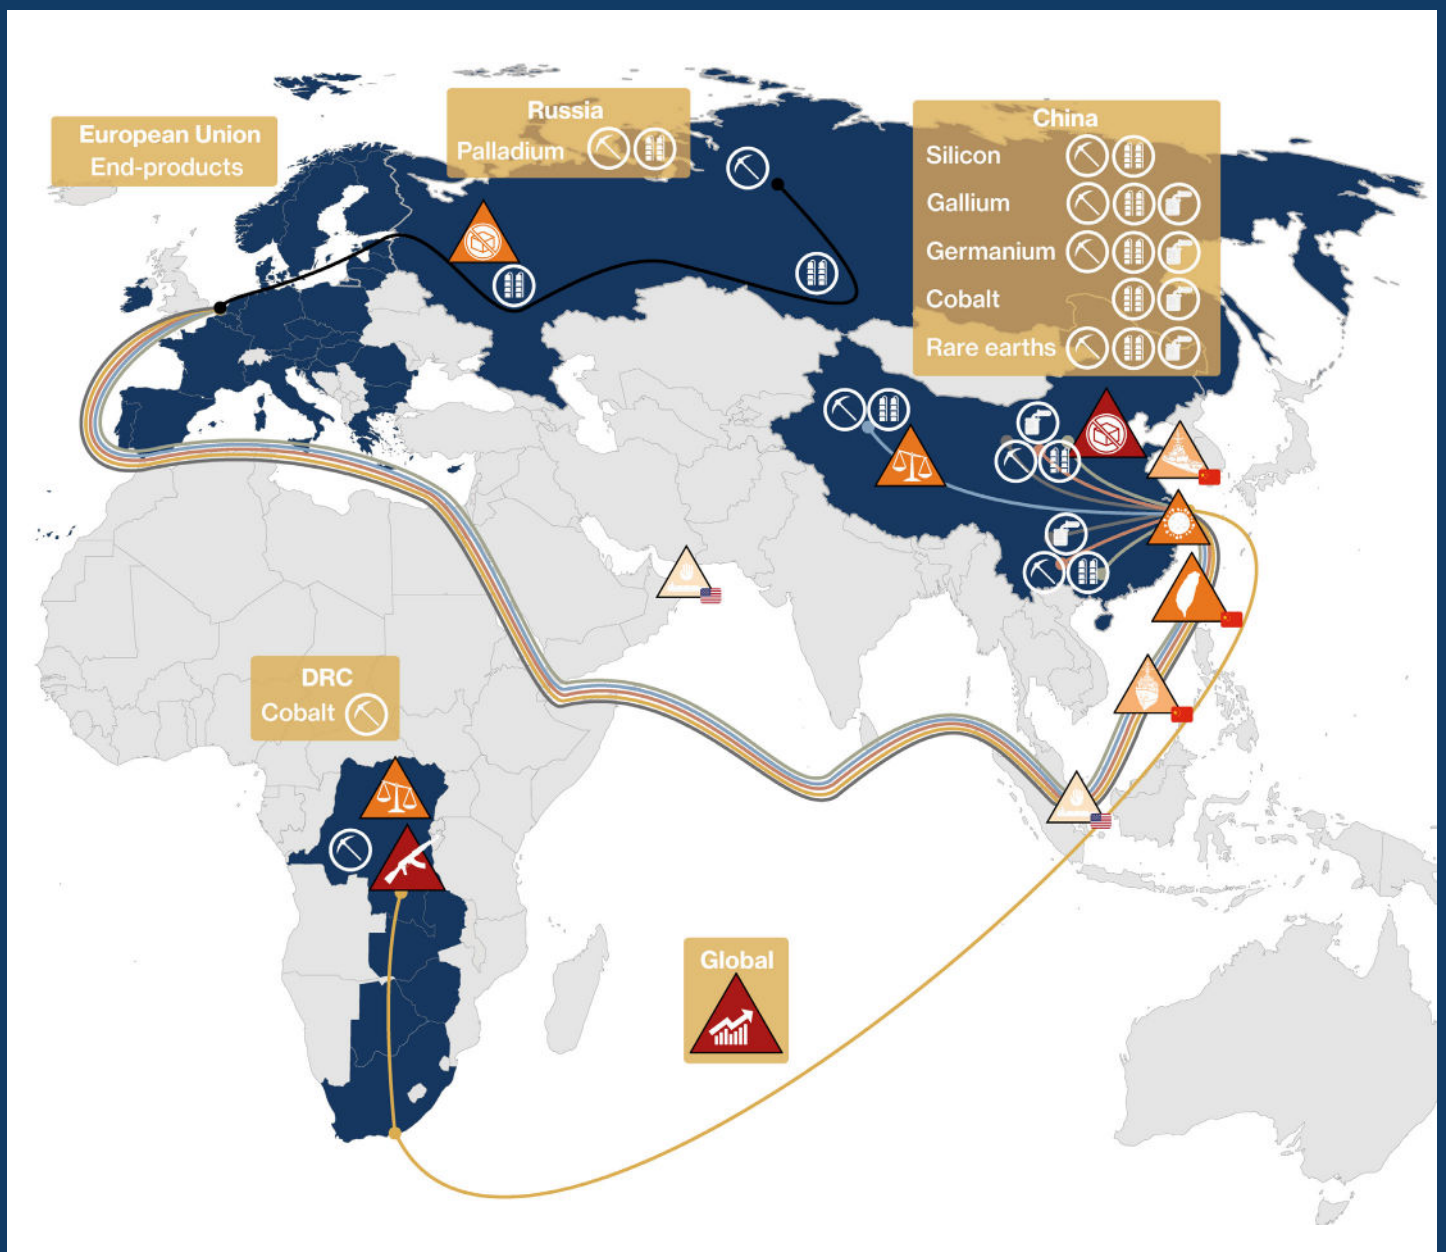 European Union
End-products
Russia
Palladium
China
Silicon
Gallium
Germanium
Cobalt
Rare earths
DRC
Cobalt
Global